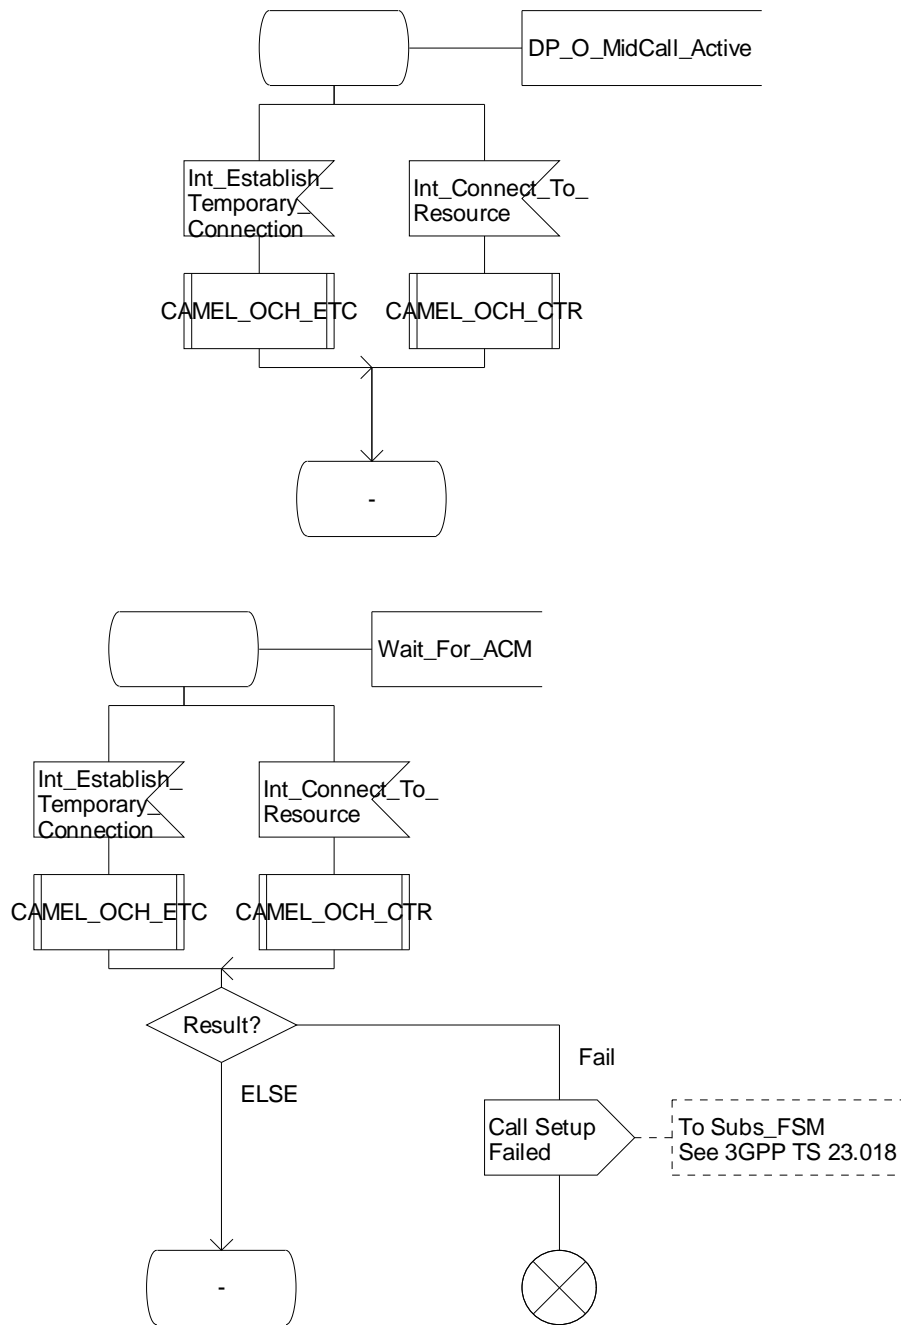 DP_O_MidCall_Active
Int_Establish_
Temporary_
Connection
Int_Connect_To_
Resource
CAMEL_OCH_ETC
CAMEL_OCH_CTR
-
Wait_For_ACM
Int_Establish_
Temporary_
Connection
Int_Connect_To_
Resource
CAMEL_OCH_ETC
CAMEL_OCH_CTR
Result?
Fail
ELSE
Call Setup
Failed
To Subs_FSM
See 3GPP TS 23.018
-